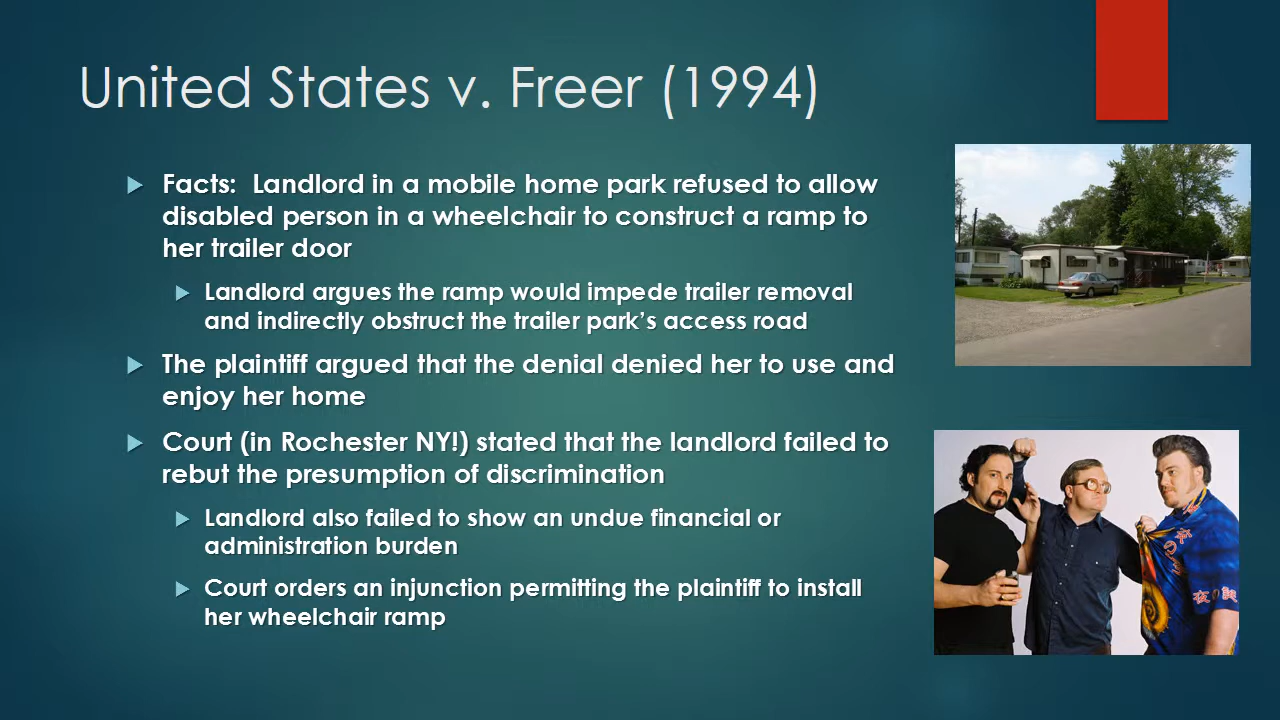 United States v. Freer (1994)
Facts:  Landlord in a mobile home park refused to allow
disabled person in a wheelchair to construct a ramp to
her trailer door
Landlord argues the ramp would impede trailer removal
and indirectly obstruct the trailer park’s access road
The plaintiff argued that the denial denied her to use and
enjoy her home
Court (in Rochester NY!) stated that the landlord failed to
rebut the presumption of discrimination
Landlord also failed to show an undue financial or
administration burden
Court orders an injunction permitting the plaintiff to install
her wheelchair ramp